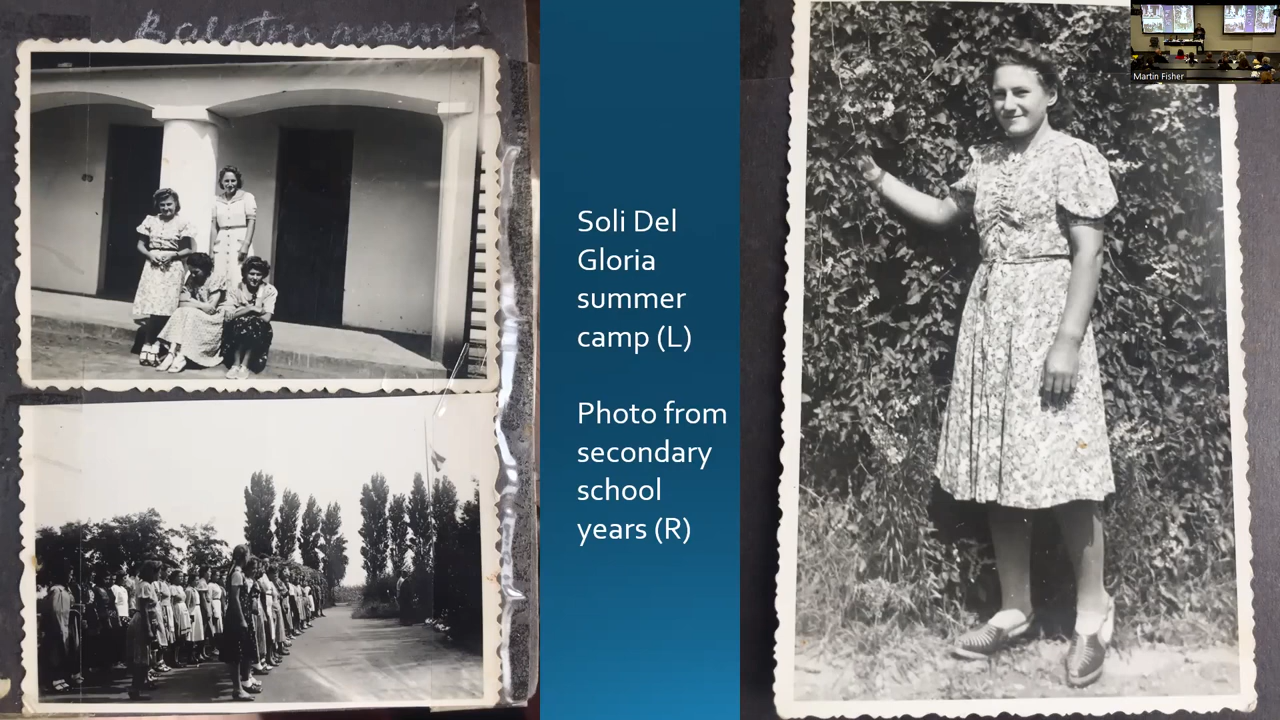 Soli Del
Gloria
summer
camp (L)
Photo from
secondary
school
years (R)
Martin Fisher